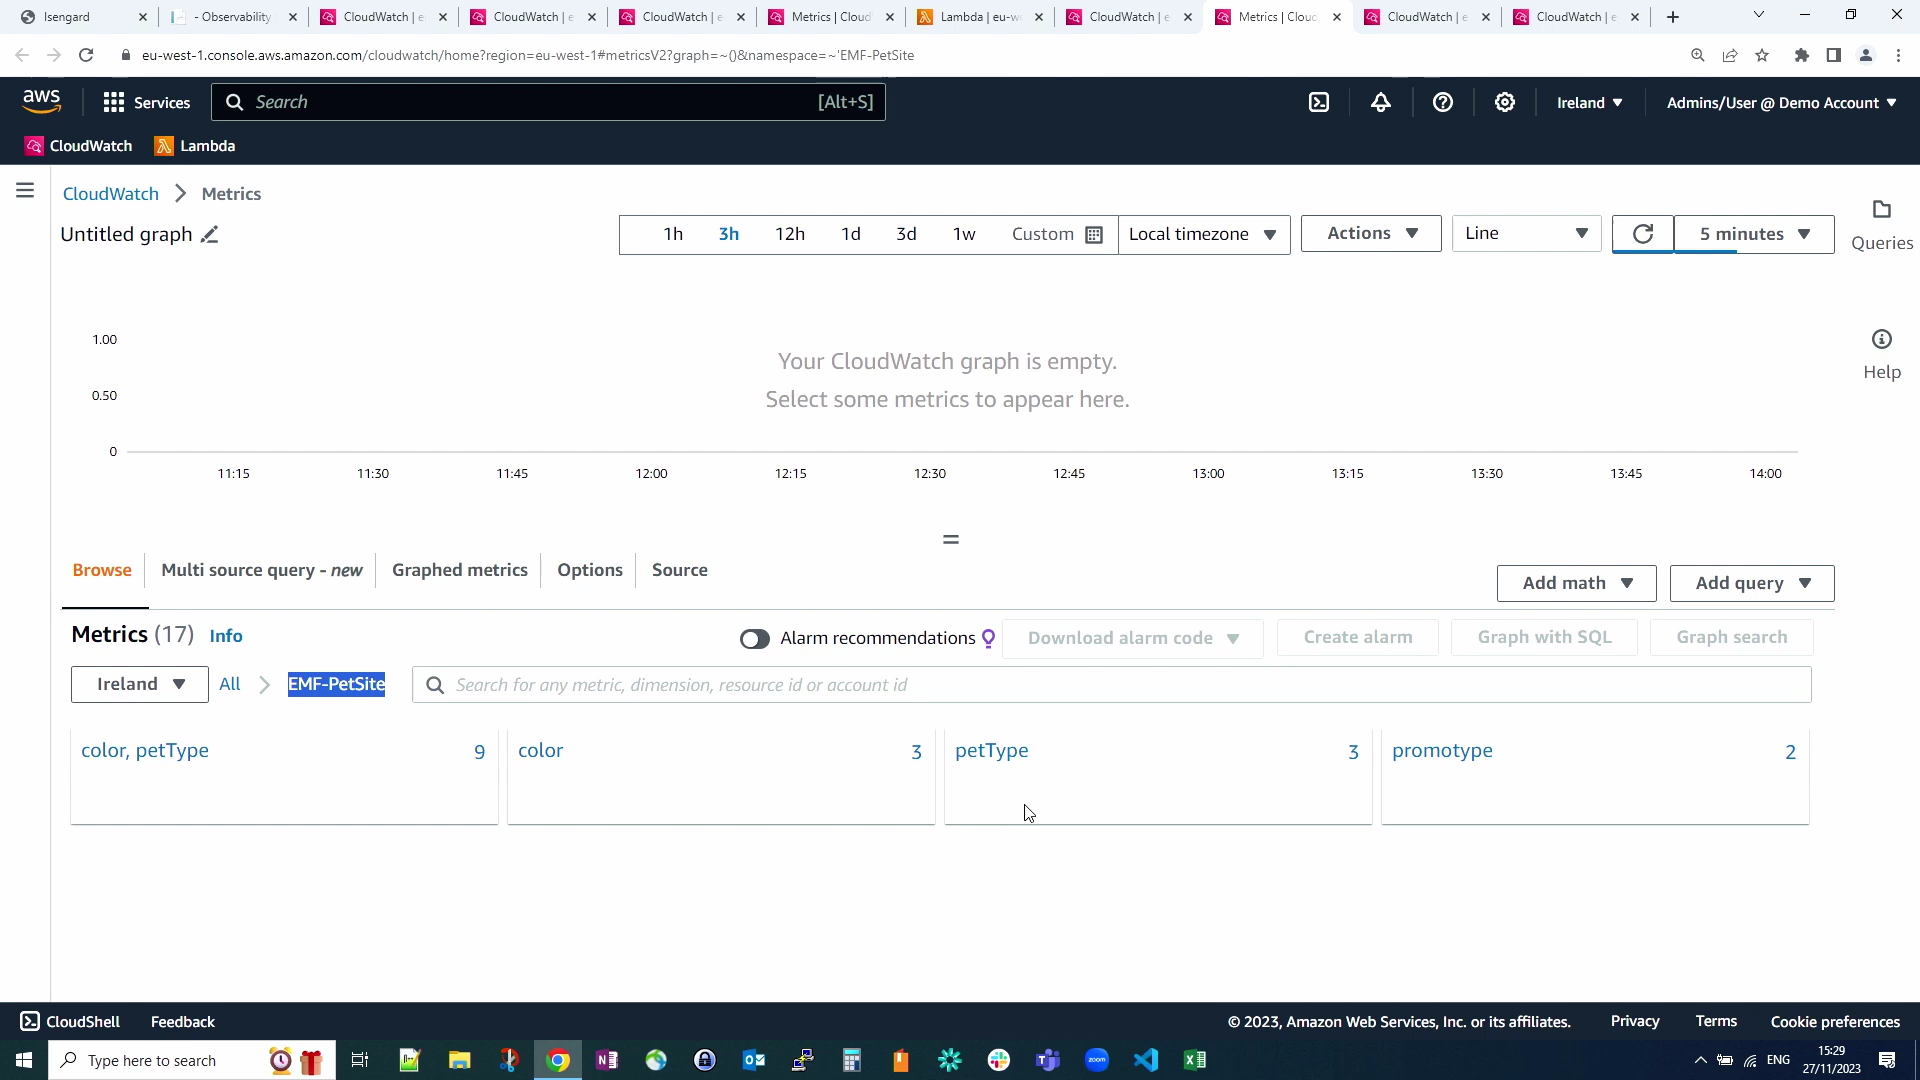 Isengard
- Observability
CloudWatch | e
CloudWatch | e
CloudWatch | e
Metrics | Cloud
Lambda | eu-w
CloudWatch | e
Metrics | Cloud
CloudWatch | e
CloudWatch | e
eu-west-1.console.aws.amazon.com/cloudwatch/home?region=eu-west-1#metricsV2?graph=~()&namespace=~'EMF-PetSite
aws
Services
Search
[Alt+S]
Ireland
Admins/User @ Demo Account
CloudWatch
Lambda
CloudWatch > Metrics
Untitled graph
1h 3h 12h 1d 3d 1w Custom
Local timezone
Actions
Line
5 minutes
Queries
Help
1.00
0.50
0
Your CloudWatch graph is empty.
Select some metrics to appear here.
11:15 11:30 11:45 12:00 12:15 12:30 12:45 13:00 13:15 13:30 13:45 14:00
Browse
Multi source query - new
Graphed metrics
Options
Source
Add math
Add query
Metrics (17) Info
Alarm recommendations
Download alarm code
Create alarm
Graph with SQL
Graph search
Ireland
All > EMF-PetSite
Search for any metric, dimension, resource id or account id
color, petType 9
color 3
petType 3
promotype 2
CloudShell
Feedback
© 2023, Amazon Web Services, Inc. or its affiliates.
Privacy
Terms
Cookie preferences
Type here to search
zoom
ENG
15:29
27/11/2023